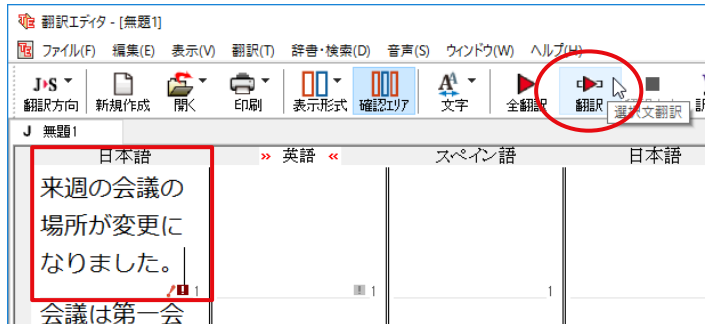 翻訳エディタ - [無題1]
ファイル(F) 編集(E) 表示(V) 翻訳(T) 辞書・検索(D) 音声(S) ウィンドウ(W) ヘルプ(H)
J▸S
翻訳方向 新規作成 開く 印刷 表示形式 確認エリア 文字 全翻訳 翻訳
選択文翻訳
J 無題1
日本語 » 英語 « スペイン語 日本語
来週の会議の
場所が変更に
なりました。
1 1 1
会議は第一会